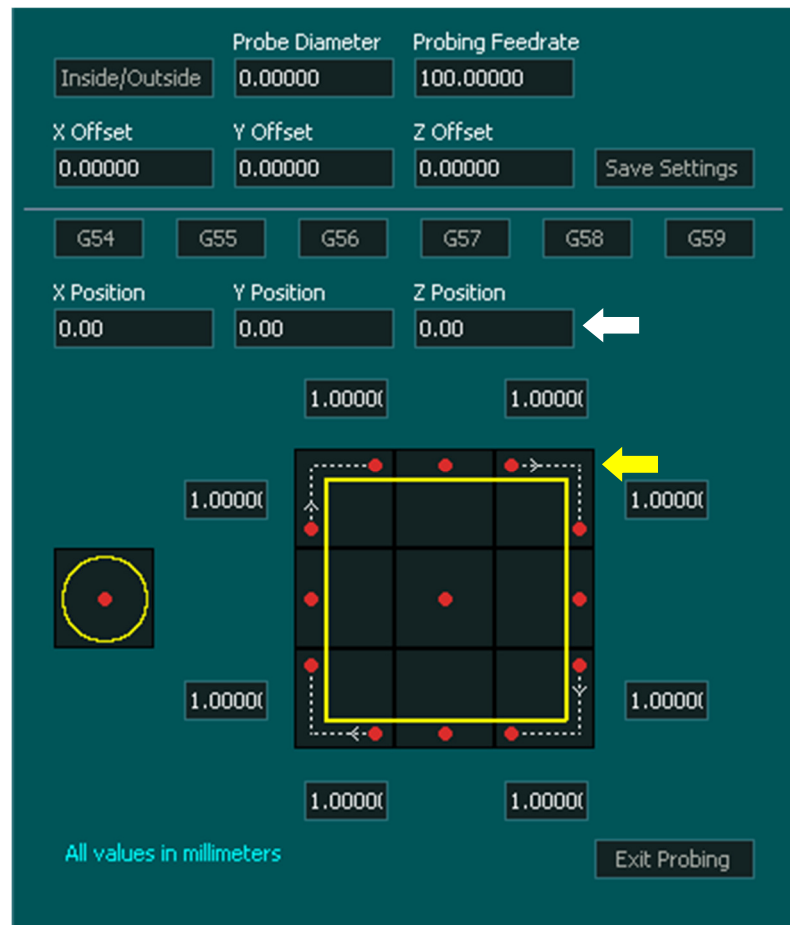 Probe Diameter Probing Feedrate
Inside/Outside 0.00000 100.00000
X Offset Y Offset Z Offset
0.00000 0.00000 0.00000 Save Settings
G54 G55 G56 G57 G58 G59
X Position Y Position Z Position
0.00 0.00 0.00
1.0000( 1.0000(
1.0000( 1.0000(
1.0000( 1.0000(
1.0000( 1.0000(
All values in millimeters
Exit Probing